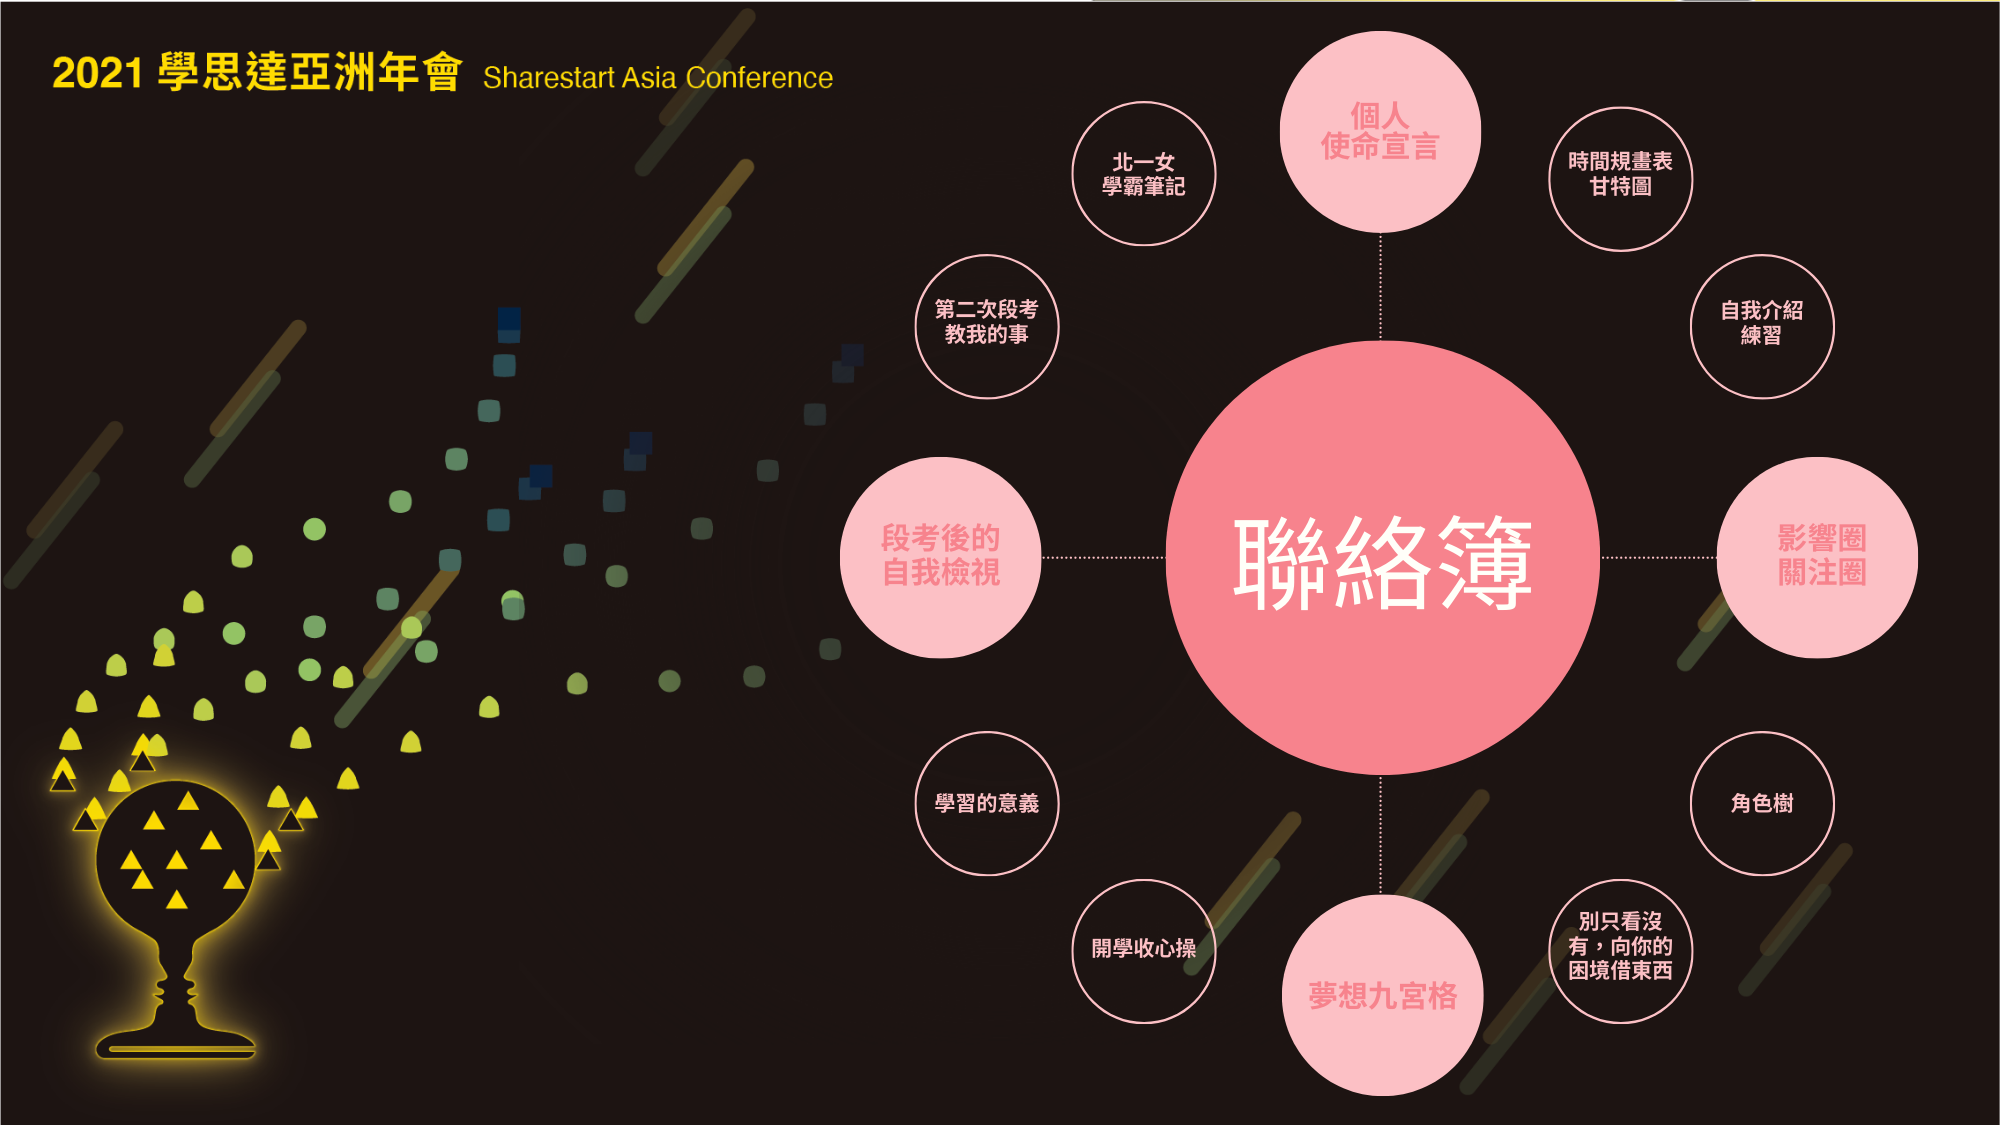 2021 學思達亞洲年會 Sharestart Asia Conference
個人
使命宣言
北一女
學霸筆記
時間規畫表
甘特圖
第二次段考
教我的事
自我介紹
練習
段考後的
自我檢視
聯絡簿
影響圈
關注圈
學習的意義
角色樹
開學收心操
夢想九宮格
別只看沒
有，向你的
困境借東西